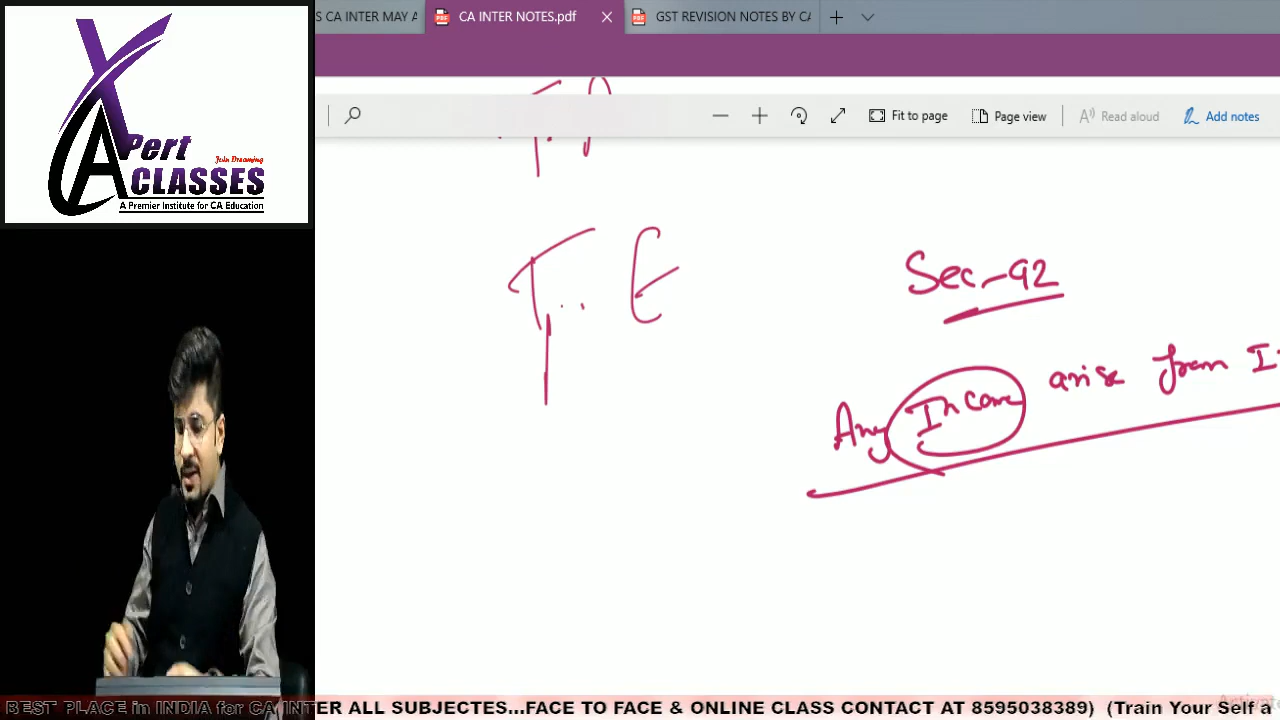 S CA INTER MAY A
CA INTER NOTES.pdf
GST REVISION NOTES BY CA
XPert
Join Dreaming
CA CLASSES
A Premier Institute for CA Education
Fit to page
Page view
Read aloud
Add notes
T. E
Sec-92
Any Income arise from I
BEST PLACE in INDIA for CA INTER ALL SUBJECTES...FACE TO FACE & ONLINE CLASS CONTACT AT 8595038389) (Train Your Self a